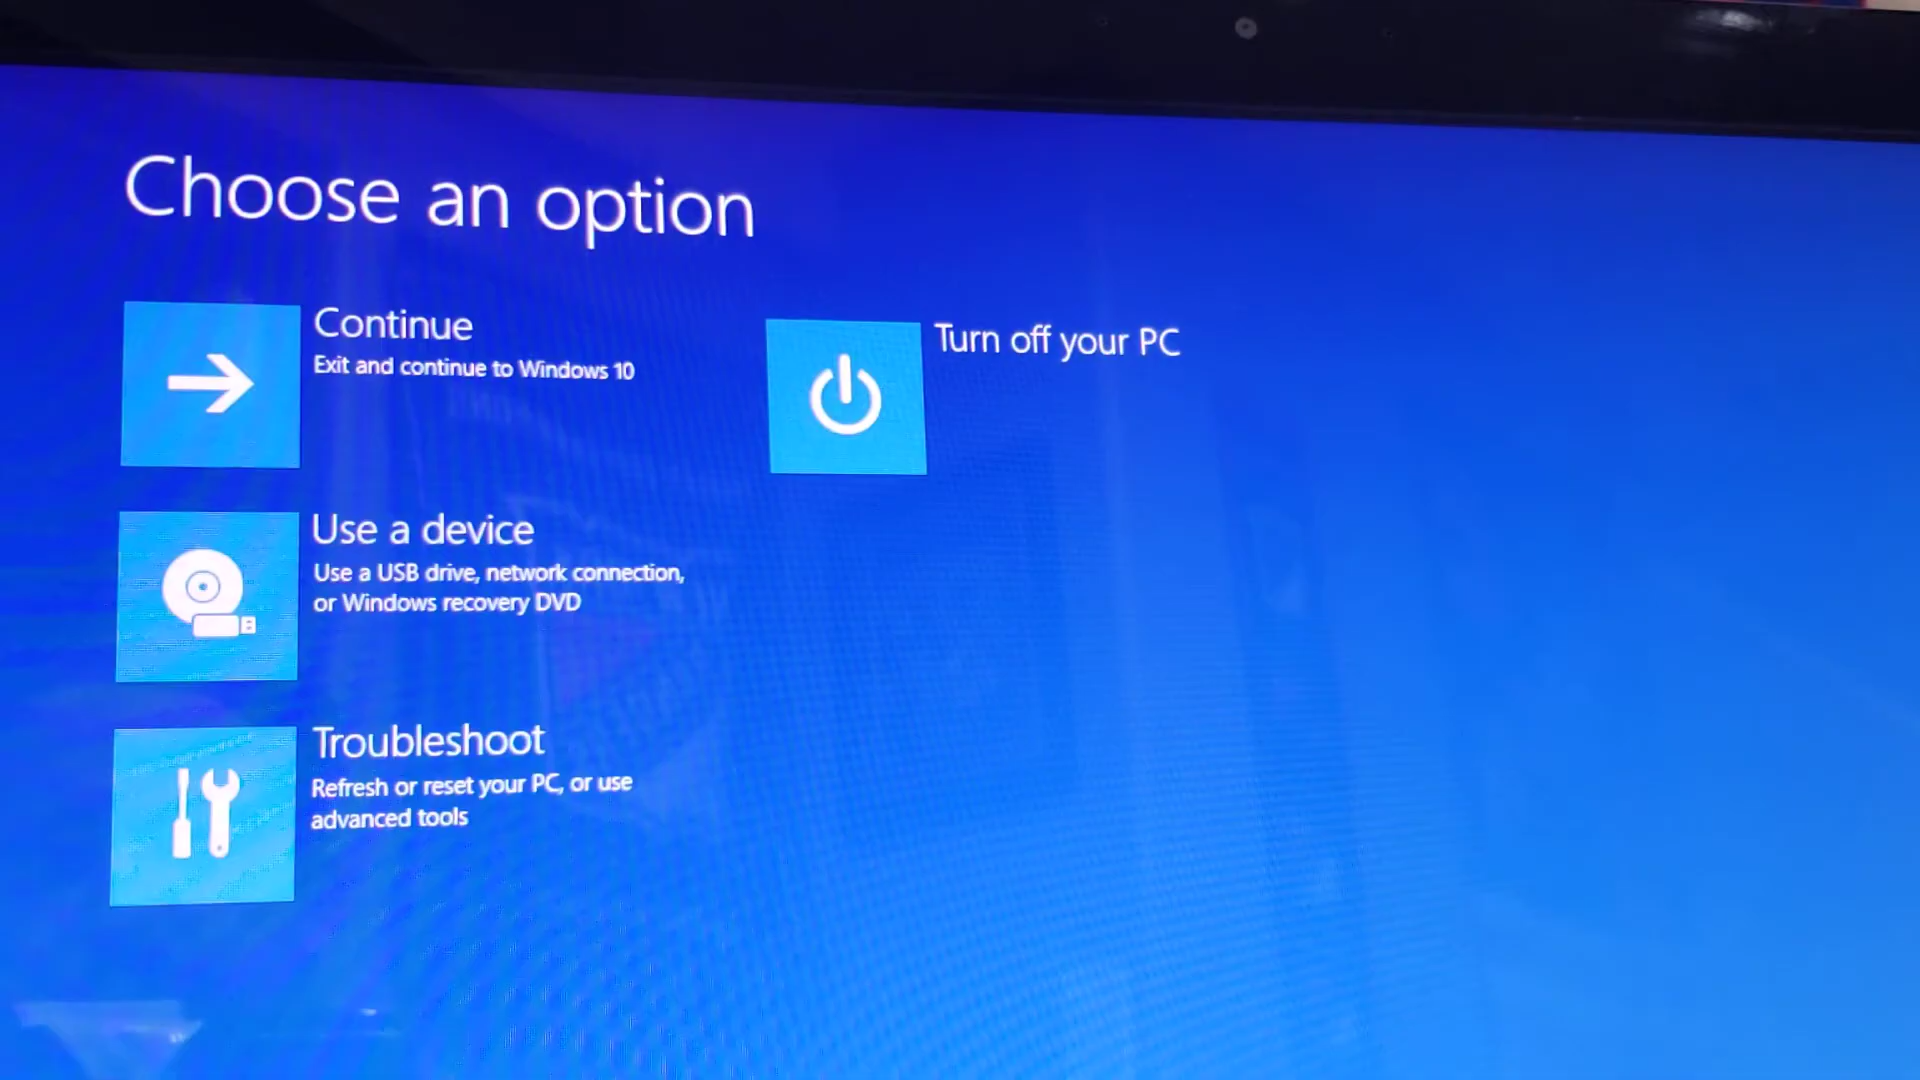 Choose an option
Continue
Exit and continue to Windows 10
Turn off your PC
Use a device
Use a USB drive, network connection,
or Windows recovery DVD
Troubleshoot
Refresh or reset your PC, or use
advanced tools